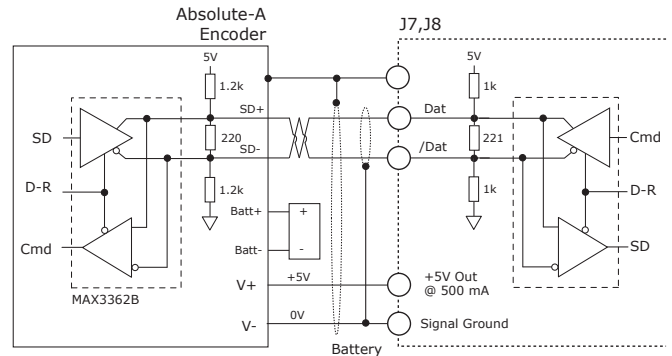 Absolute-A
Encoder
J7,J8
5V
1.2k
SD+
SD
220
SD-
D-R
1.2k
Cmd
Batt+
+
Batt-
-
MAX3362B
V+
+5V
V-
0V
Battery
5V
1k
Dat
221
Cmd
/Dat
1k
D-R
SD
+5V Out
@ 500 mA
Signal Ground